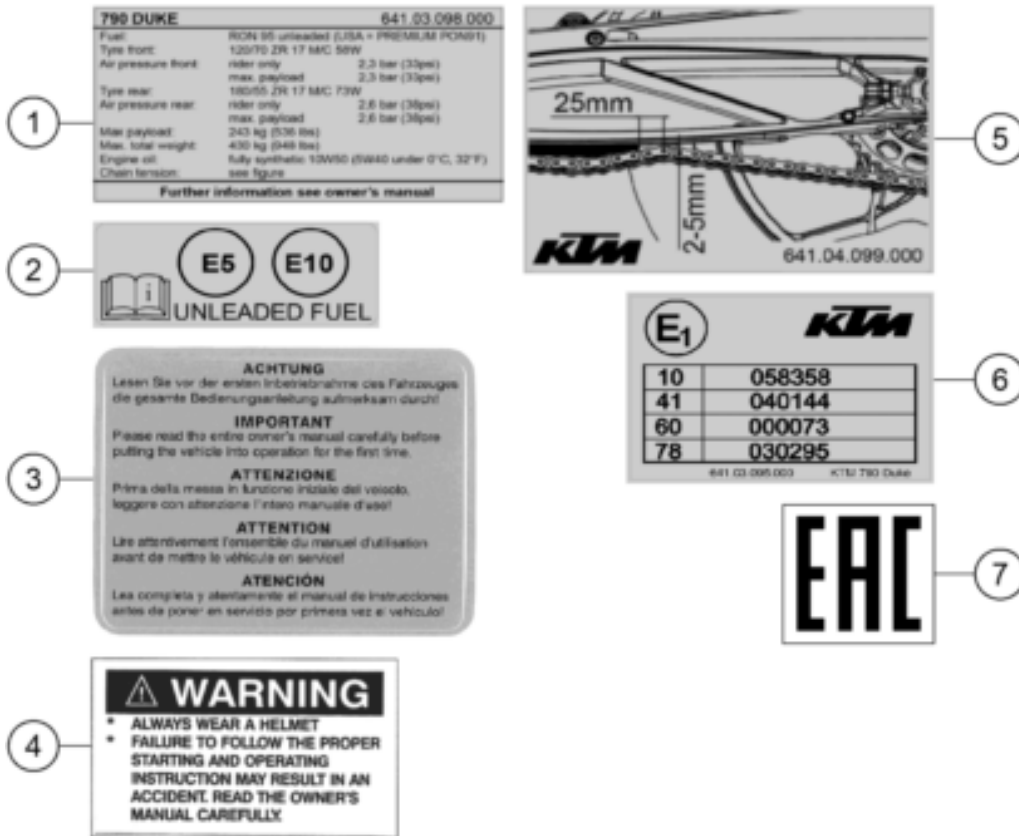 790 DUKE 641.03.098.000
Fuel: RON 95 unleaded (USA = PREMIUM PON91)
Tyre front: 120/70 ZR 17 M/C 58W
Air pressure front: rider only 2,3 bar (33psi)
max. payload 2,3 bar (33psi)
Tyre rear: 180/55 ZR 17 M/C 73W
Air pressure rear: rider only 2,6 bar (38psi)
max. payload 2,6 bar (38psi)
Max payload: 243 kg (536 lbs)
Max. total weight: 430 kg (948 lbs)
Engine oil: fully synthetic 10W50 (5W40 under 0°C, 32°F)
Chain tension: see figure
Further information see owner's manual
1
E5 E10
i
UNLEADED FUEL
2
ACHTUNG
Lesen Sie vor der ersten Inbetriebnahme des Fahrzeuges
die gesamte Bedienungsanleitung aufmerksam durch!
IMPORTANT
Please read the entire owner's manual carefully before
putting the vehicle into operation for the first time.
ATTENZIONE
Prima della messa in funzione iniziale del veicolo,
leggere con attenzione l'intero manuale d'uso!
ATTENTION
Lire attentivement l'ensemble du manuel d'utilisation
avant de mettre le véhicule en service!
ATENCIÓN
Lea completa y atentamente el manual de instrucciones
antes de poner en servicio por primera vez el vehiculo!
3
WARNING
* ALWAYS WEAR A HELMET
* FAILURE TO FOLLOW THE PROPER
STARTING AND OPERATING
INSTRUCTION MAY RESULT IN AN
ACCIDENT. READ THE OWNER'S
MANUAL CAREFULLY.
4
25mm
2-5mm
KTM 641.04.099.000
5
E1 KTM
10 058358
41 040144
60 000073
78 030295
KTM 790 Duke
6
EAC
7